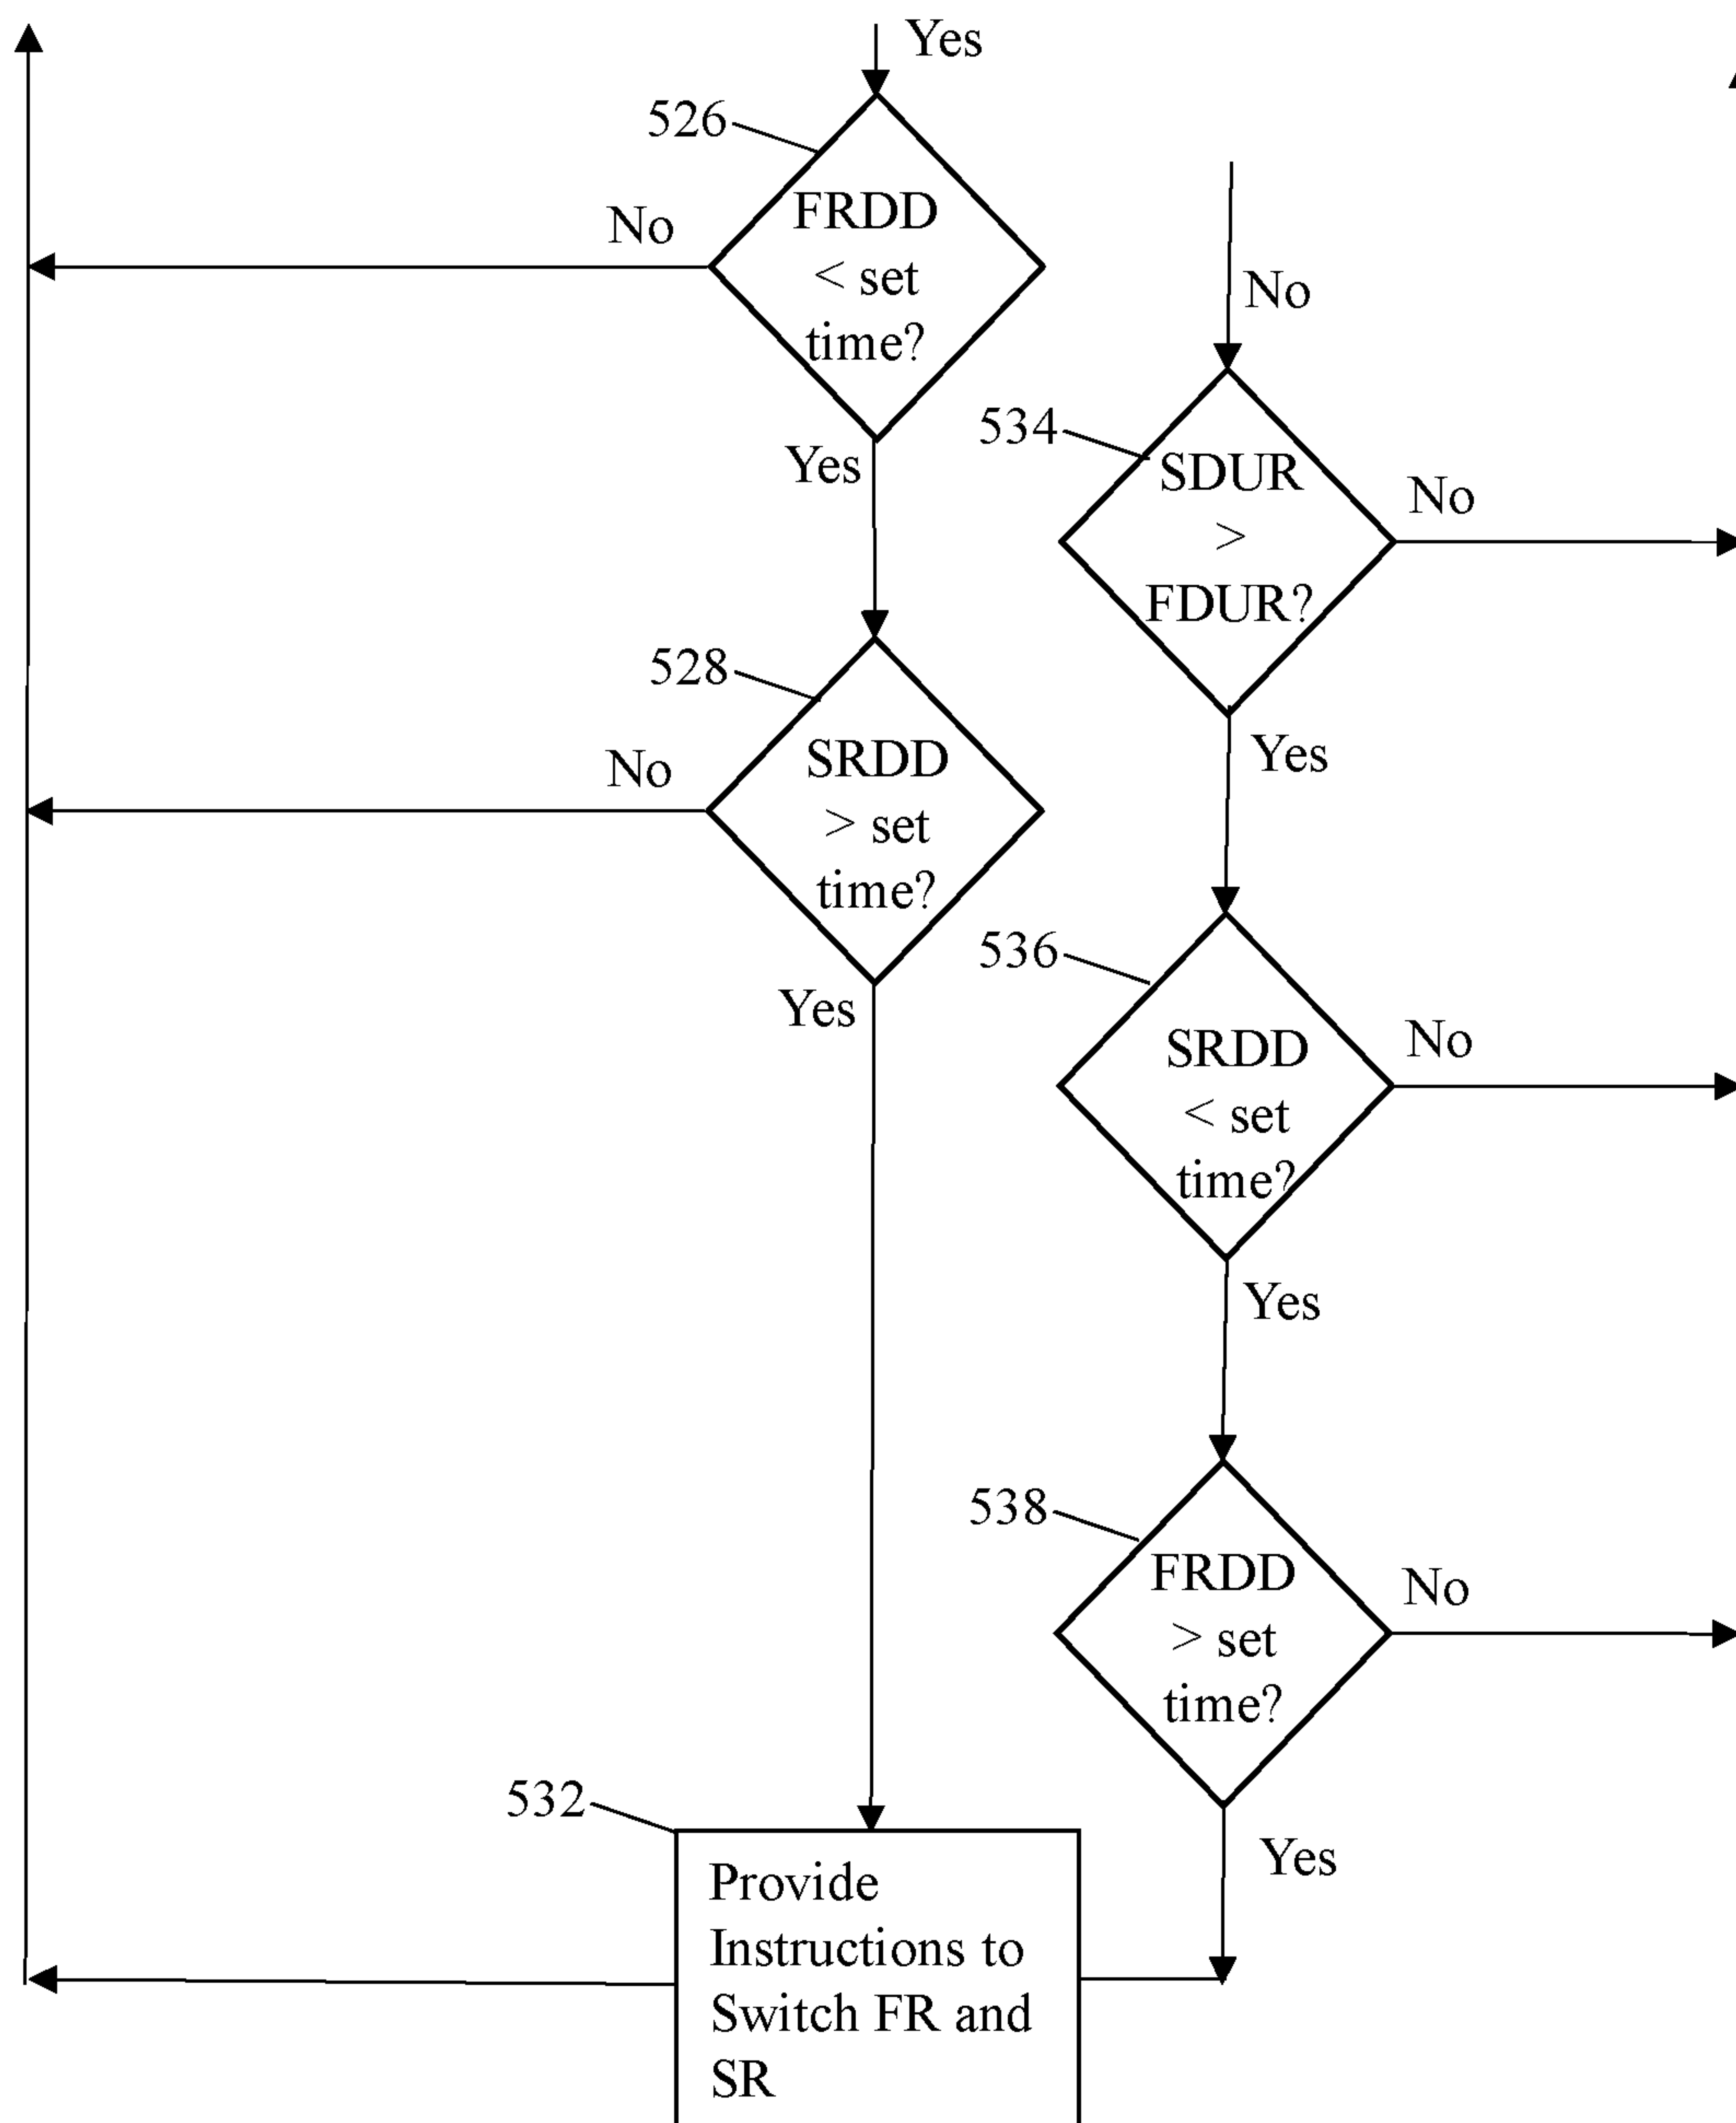 Yes
526
FRDD
< set
time?
No
Yes
528
SRDD
> set
time?
No
Yes
No
534
SDUR
>
FDUR?
No
Yes
536
SRDD
< set
time?
No
Yes
538
FRDD
> set
time?
No
Yes
532
Provide
Instructions to
Switch FR and
SR